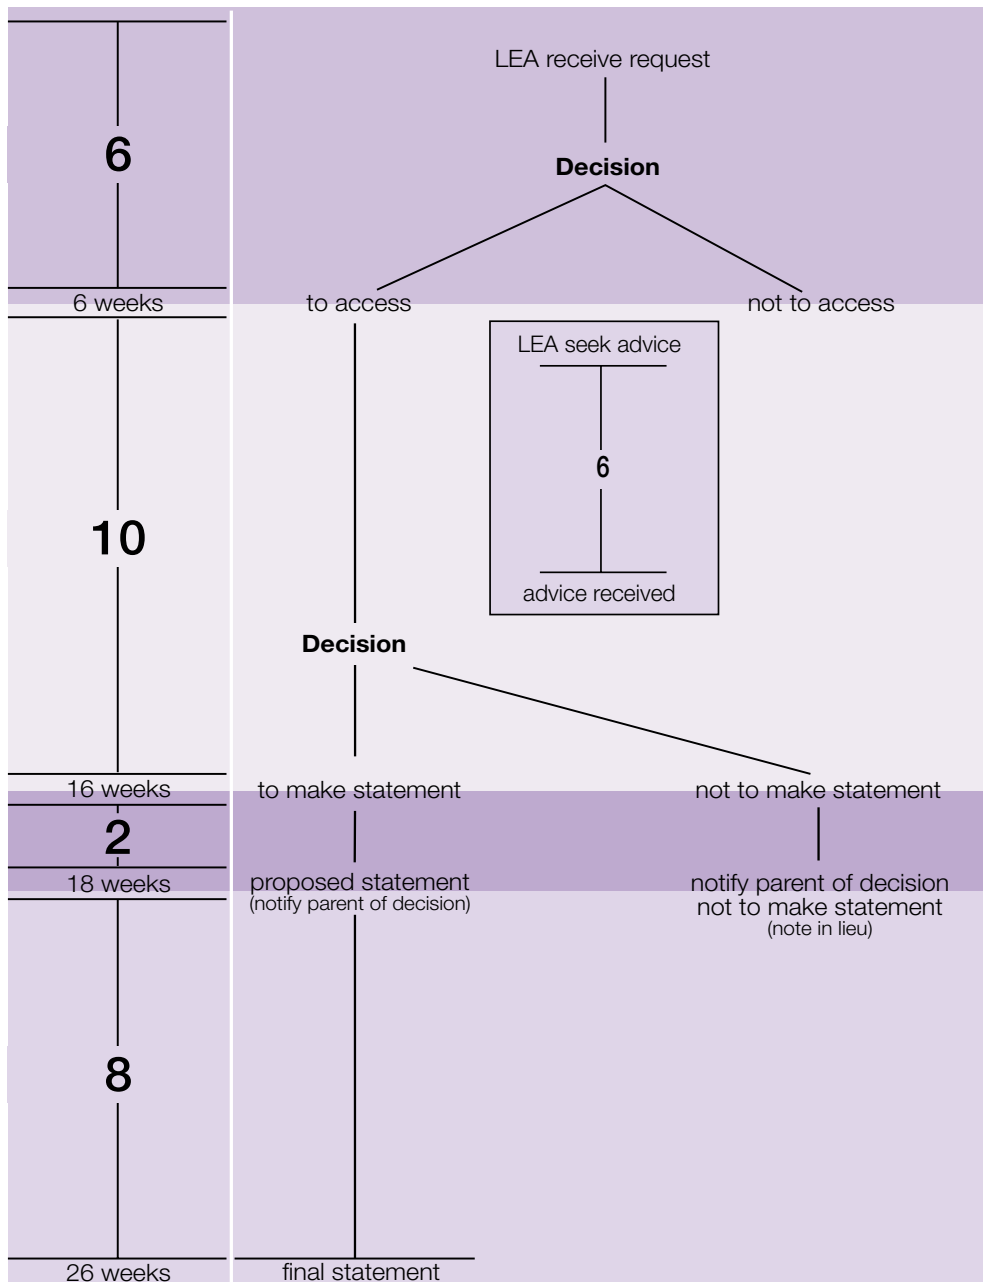 LEA receive request
6
Decision
6 weeks
to access
not to access
LEA seek advice
6
10
advice received
Decision
16 weeks
to make statement
not to make statement
2
18 weeks
proposed statement
(notify parent of decision)
notify parent of decision
not to make statement
(note in lieu)
8
26 weeks
final statement